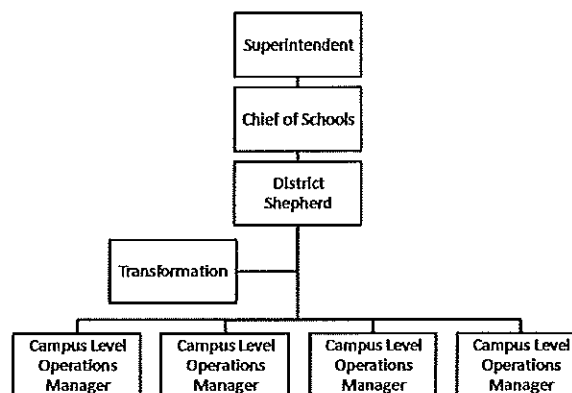 Superintendent
Chief of Schools
District
Shepherd
Transformation
Campus Level
Operations
Manager
Campus Level
Operations
Manager
Campus Level
Operations
Manager
Campus Level
Operations
Manager